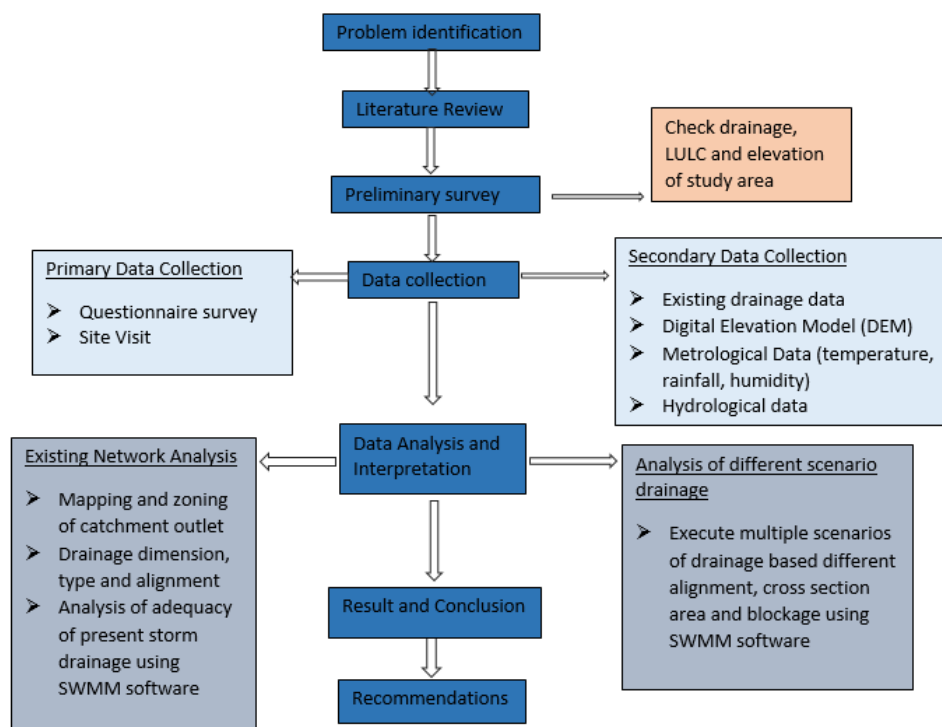 Problem identification
Literature Review
Check drainage,
LULC and elevation
of study area
Preliminary survey
Primary Data Collection
➤ Questionnaire survey
➤ Site Visit
Data collection
Secondary Data Collection
➤ Existing drainage data
➤ Digital Elevation Model (DEM)
➤ Metrological Data (temperature,
rainfall, humidity)
➤ Hydrological data
Existing Network Analysis
➤ Mapping and zoning
of catchment outlet
➤ Drainage dimension,
type and alignment
➤ Analysis of adequacy
of present storm
drainage using
SWMM software
Data Analysis and
Interpretation
Analysis of different scenario
drainage
➤ Execute multiple scenarios
of drainage based different
alignment, cross section
area and blockage using
SWMM software
Result and Conclusion
Recommendations